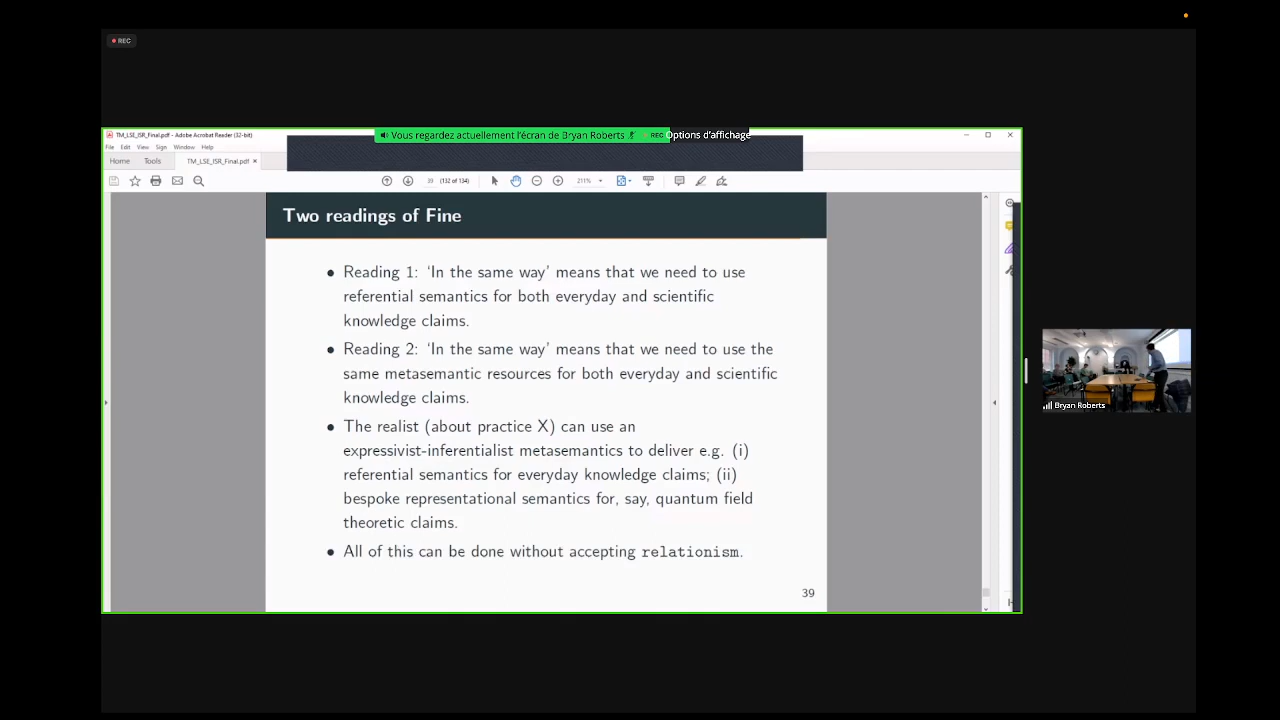 REC
TM_LSE_ISR_Final.pdf - Adobe Acrobat Reader (32-bit)
Vous regardez actuellement l'écran de Bryan Roberts
REC
Options d'affichage
File Edit View Sign Window Help
Home Tools TM_LSE_ISR_Final.pdf ×
39 (132 of 134) 211%
Two readings of Fine
• Reading 1: ‘In the same way’ means that we need to use
referential semantics for both everyday and scientific
knowledge claims.
• Reading 2: ‘In the same way’ means that we need to use the
same metasemantic resources for both everyday and scientific
knowledge claims.
• The realist (about practice X) can use an
expressivist-inferentialist metasemantics to deliver e.g. (i)
referential semantics for everyday knowledge claims; (ii)
bespoke representational semantics for, say, quantum field
theoretic claims.
• All of this can be done without accepting relationism.
39
Bryan Roberts